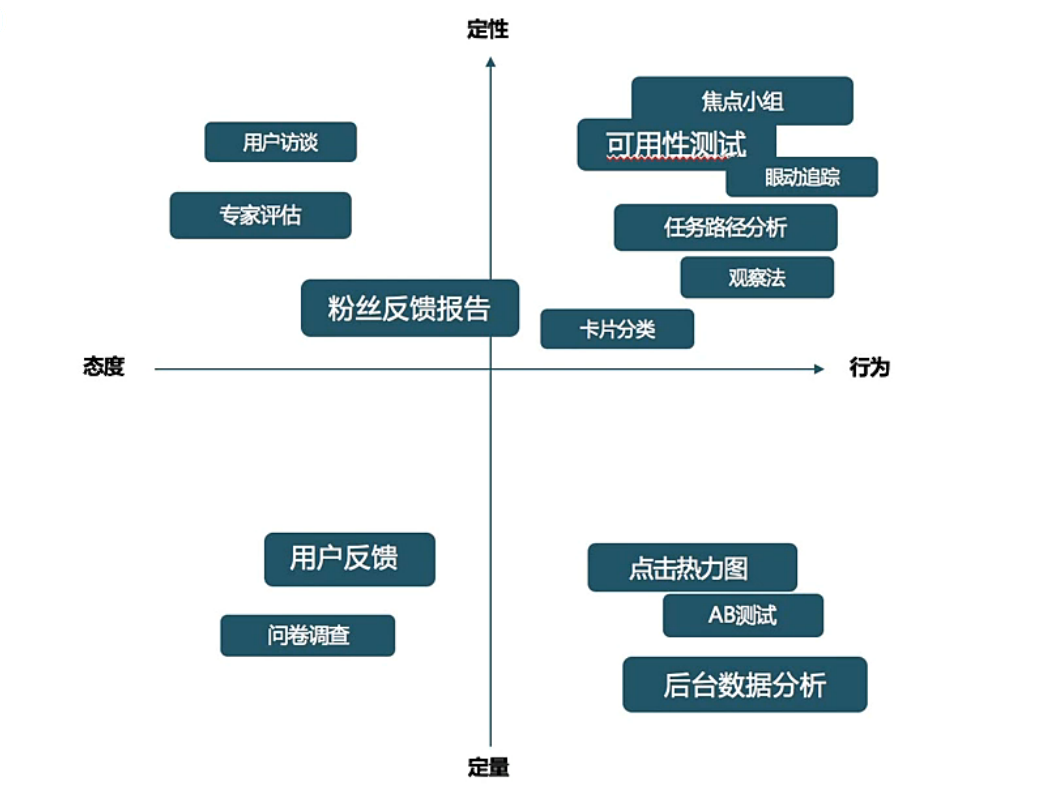 定性
焦点小组
用户访谈
可用性测试
眼动追踪
专家评估
任务路径分析
观察法
粉丝反馈报告
卡片分类
态度
行为
用户反馈
点击热力图
AB测试
问卷调查
后台数据分析
定量